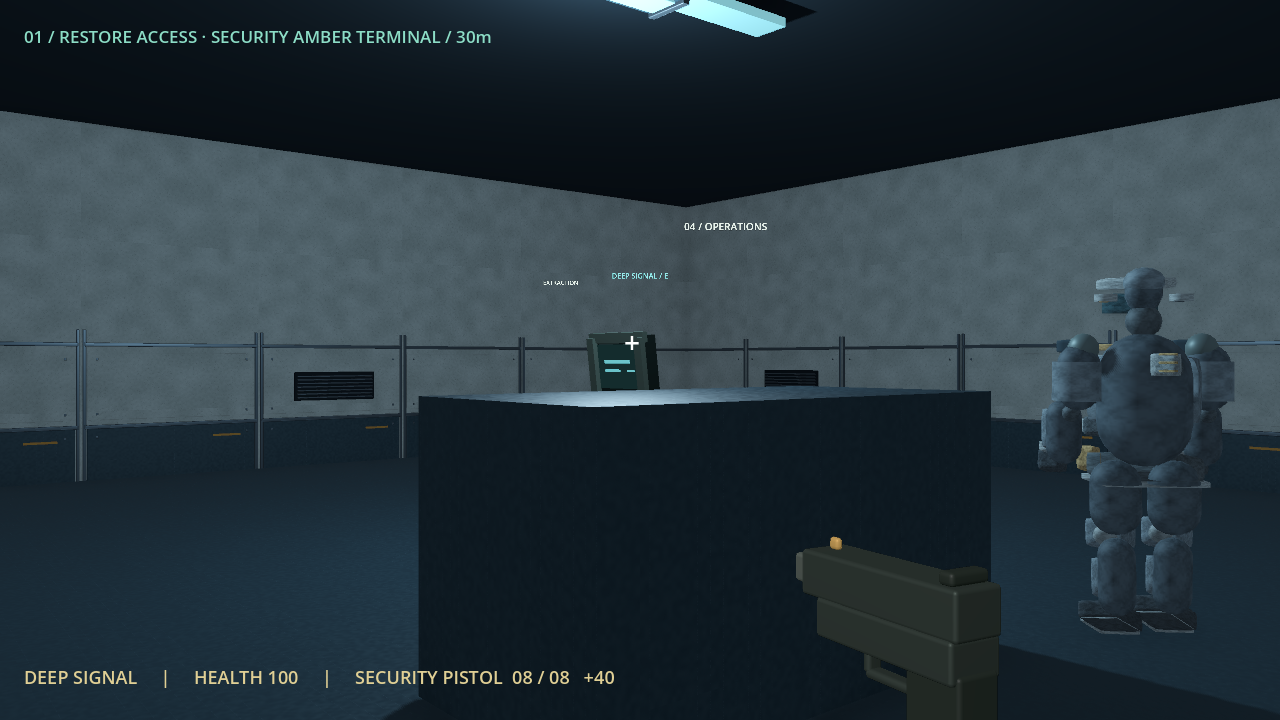 01 / RESTORE ACCESS · SECURITY AMBER TERMINAL / 30m
04 / OPERATIONS
DEEP SIGNAL / E
EXTRACTION
DEEP SIGNAL | HEALTH 100 | SECURITY PISTOL 08 / 08 +40